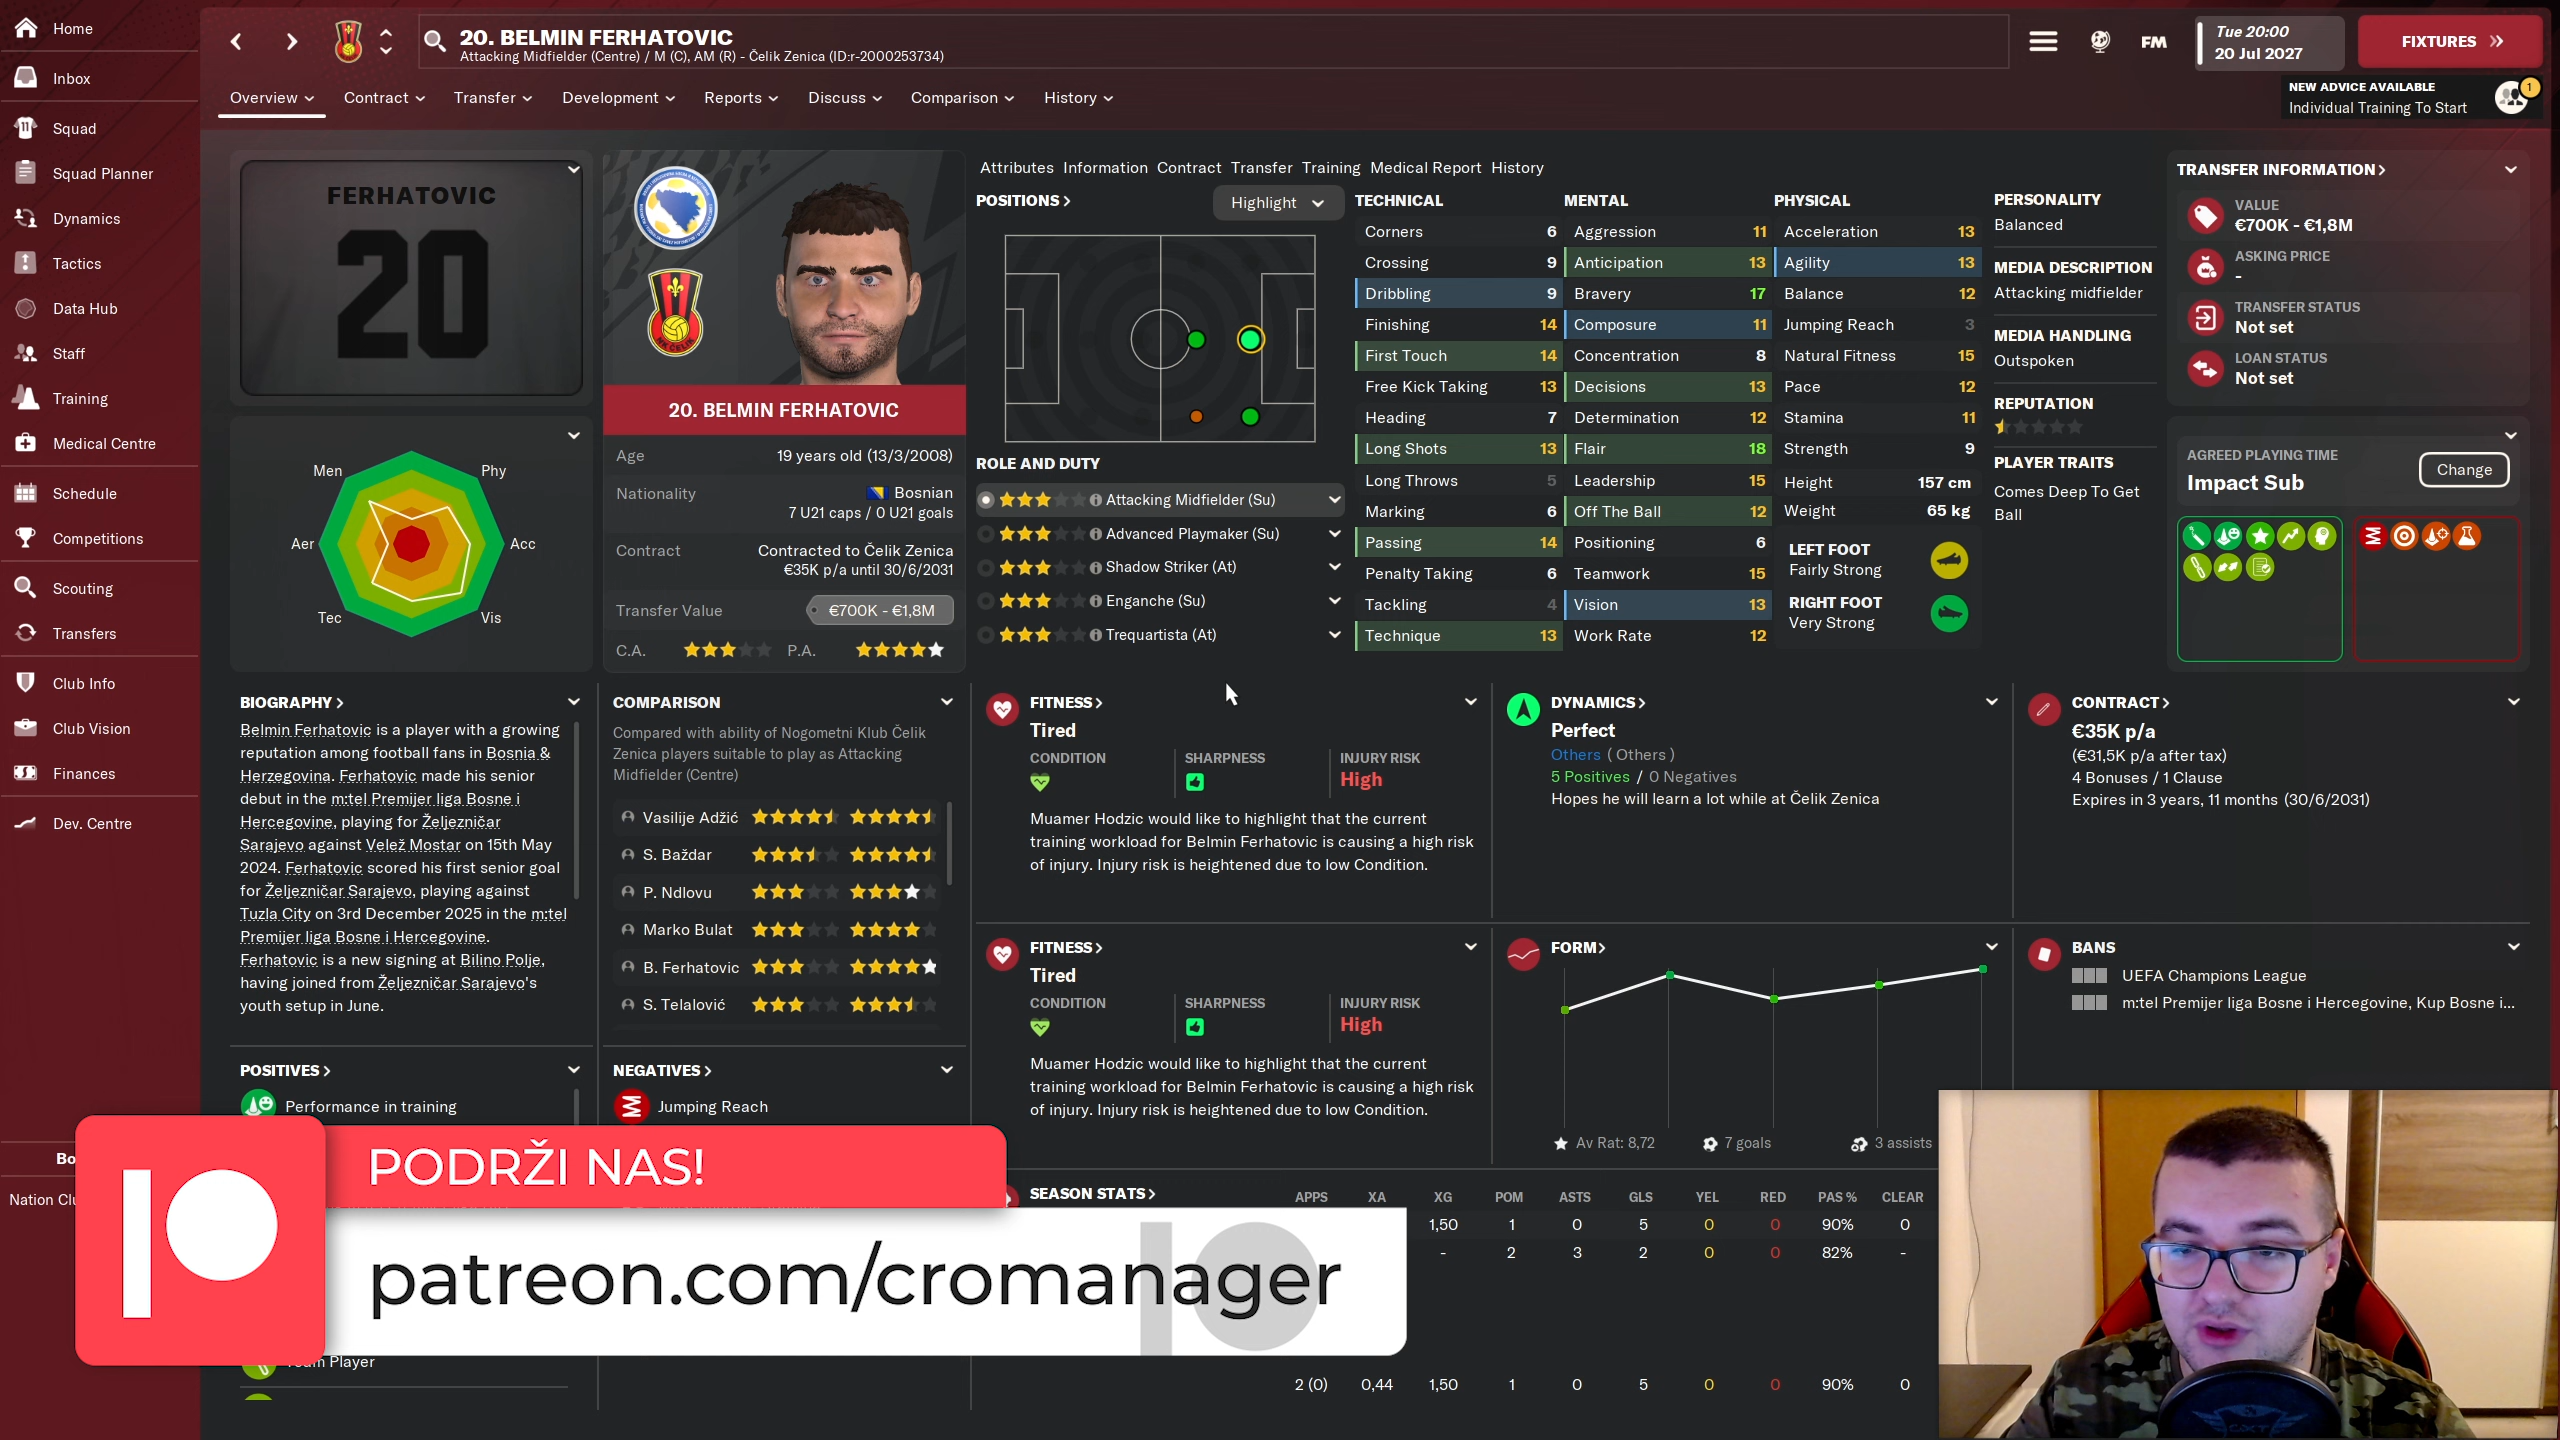 Home
Inbox
Squad
Squad Planner
Dynamics
Tactics
Data Hub
Staff
Training
Medical Centre
Schedule
Competitions
Scouting
Transfers
Club Info
Club Vision
Finances
Dev. Centre
20. BELMIN FERHATOVIC
Attacking Midfielder (Centre) / M (C), AM (R) - Čelik Zenica (ID:r-2000253734)
FM
Tue 20:00
20 Jul 2027
FIXTURES
Overview Contract Transfer Development Reports Discuss Comparison History
NEW ADVICE AVAILABLE
Individual Training To Start
1
FERHATOVIC
20
Men Phy
Aer Acc
Tec Vis
20. BELMIN FERHATOVIC
Age 19 years old (13/3/2008)
Nationality Bosnian
7 U21 caps / 0 U21 goals
Contract Contracted to Čelik Zenica
€35K p/a until 30/6/2031
Transfer Value €700K - €1,8M
C.A. P.A.
Attributes Information Contract Transfer Training Medical Report History
POSITIONS
Highlight
ROLE AND DUTY
Attacking Midfielder (Su)
Advanced Playmaker (Su)
Shadow Striker (At)
Enganche (Su)
Trequartista (At)
TECHNICAL
Corners 6
Crossing 9
Dribbling 9
Finishing 14
First Touch 14
Free Kick Taking 13
Heading 7
Long Shots 13
Long Throws 5
Marking 6
Passing 14
Penalty Taking 6
Tackling 4
Technique 13
MENTAL
Aggression 11
Anticipation 13
Bravery 17
Composure 11
Concentration 8
Decisions 13
Determination 12
Flair 18
Leadership 15
Off The Ball 12
Positioning 6
Teamwork 15
Vision 13
Work Rate 12
PHYSICAL
Acceleration 13
Agility 13
Balance 12
Jumping Reach 3
Natural Fitness 15
Pace 12
Stamina 11
Strength 9
Height 157 cm
Weight 65 kg
LEFT FOOT
Fairly Strong
RIGHT FOOT
Very Strong
PERSONALITY
Balanced
MEDIA DESCRIPTION
Attacking midfielder
MEDIA HANDLING
Outspoken
REPUTATION
PLAYER TRAITS
Comes Deep To Get
Ball
TRANSFER INFORMATION
VALUE
€700K - €1,8M
ASKING PRICE
-
TRANSFER STATUS
Not set
LOAN STATUS
Not set
AGREED PLAYING TIME
Impact Sub
Change
BIOGRAPHY
Belmin Ferhatovic is a player with a growing
reputation among football fans in Bosnia &
Herzegovina. Ferhatovic made his senior
debut in the m:tel Premijer liga Bosne i
Hercegovine, playing for Željezničar
Sarajevo against Velež Mostar on 15th May
2024. Ferhatovic scored his first senior goal
for Željezničar Sarajevo, playing against
Tuzla City on 3rd December 2025 in the m:tel
Premijer liga Bosne i Hercegovine.
Ferhatovic is a new signing at Bilino Polje,
having joined from Željezničar Sarajevo's
youth setup in June.
COMPARISON
Compared with ability of Nogometni Klub Čelik
Zenica players suitable to play as Attacking
Midfielder (Centre)
Vasilije Adžić
S. Baždar
P. Ndlovu
Marko Bulat
B. Ferhatovic
S. Telalović
FITNESS
Tired
CONDITION SHARPNESS INJURY RISK
High
Muamer Hodzic would like to highlight that the current
training workload for Belmin Ferhatovic is causing a high risk
of injury. Injury risk is heightened due to low Condition.
DYNAMICS
Perfect
Others ( Others )
5 Positives / 0 Negatives
Hopes he will learn a lot while at Čelik Zenica
CONTRACT
€35K p/a
(€31,5K p/a after tax)
4 Bonuses / 1 Clause
Expires in 3 years, 11 months (30/6/2031)
FITNESS
Tired
CONDITION SHARPNESS INJURY RISK
High
Muamer Hodzic would like to highlight that the current
training workload for Belmin Ferhatovic is causing a high risk
of injury. Injury risk is heightened due to low Condition.
FORM
Av Rat: 8,72 7 goals 3 assists
BANS
UEFA Champions League
m:tel Premijer liga Bosne i Hercegovine, Kup Bosne i...
POSITIVES
Performance in training
Player
NEGATIVES
Jumping Reach
SEASON STATS APPS XA XG POM ASTS GLS YEL RED PAS % CLEAR
1,50 1 0 5 0 0 90% 0
- 2 3 2 0 0 82% -
2 (0) 0,44 1,50 1 0 5 0 0 90% 0
Bo
Nation Clu
PODRŽI NAS!
patreon.com/cromanager